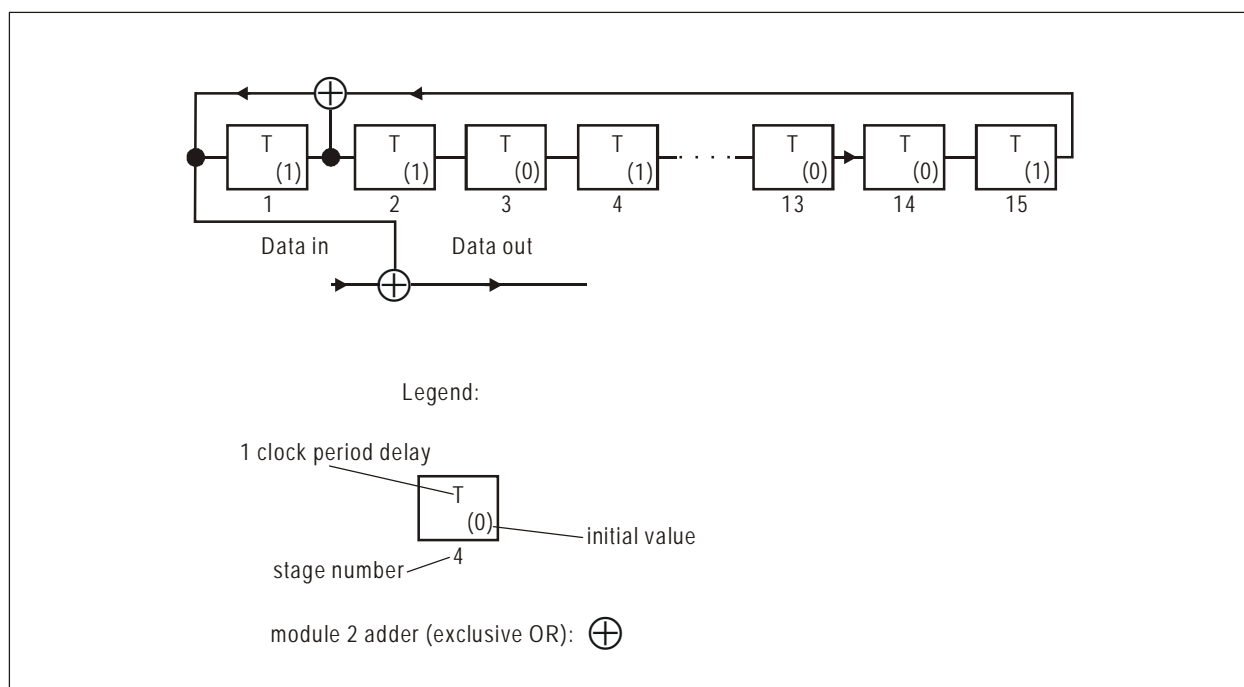 T T T T T T T
(1) (1) (0) (1) · · · · (0) (0) (1)
1 2 3 4 13 14 15
Data in Data out
Legend:
1 clock period delay
T
(0)
initial value
4
stage number
module 2 adder (exclusive OR):